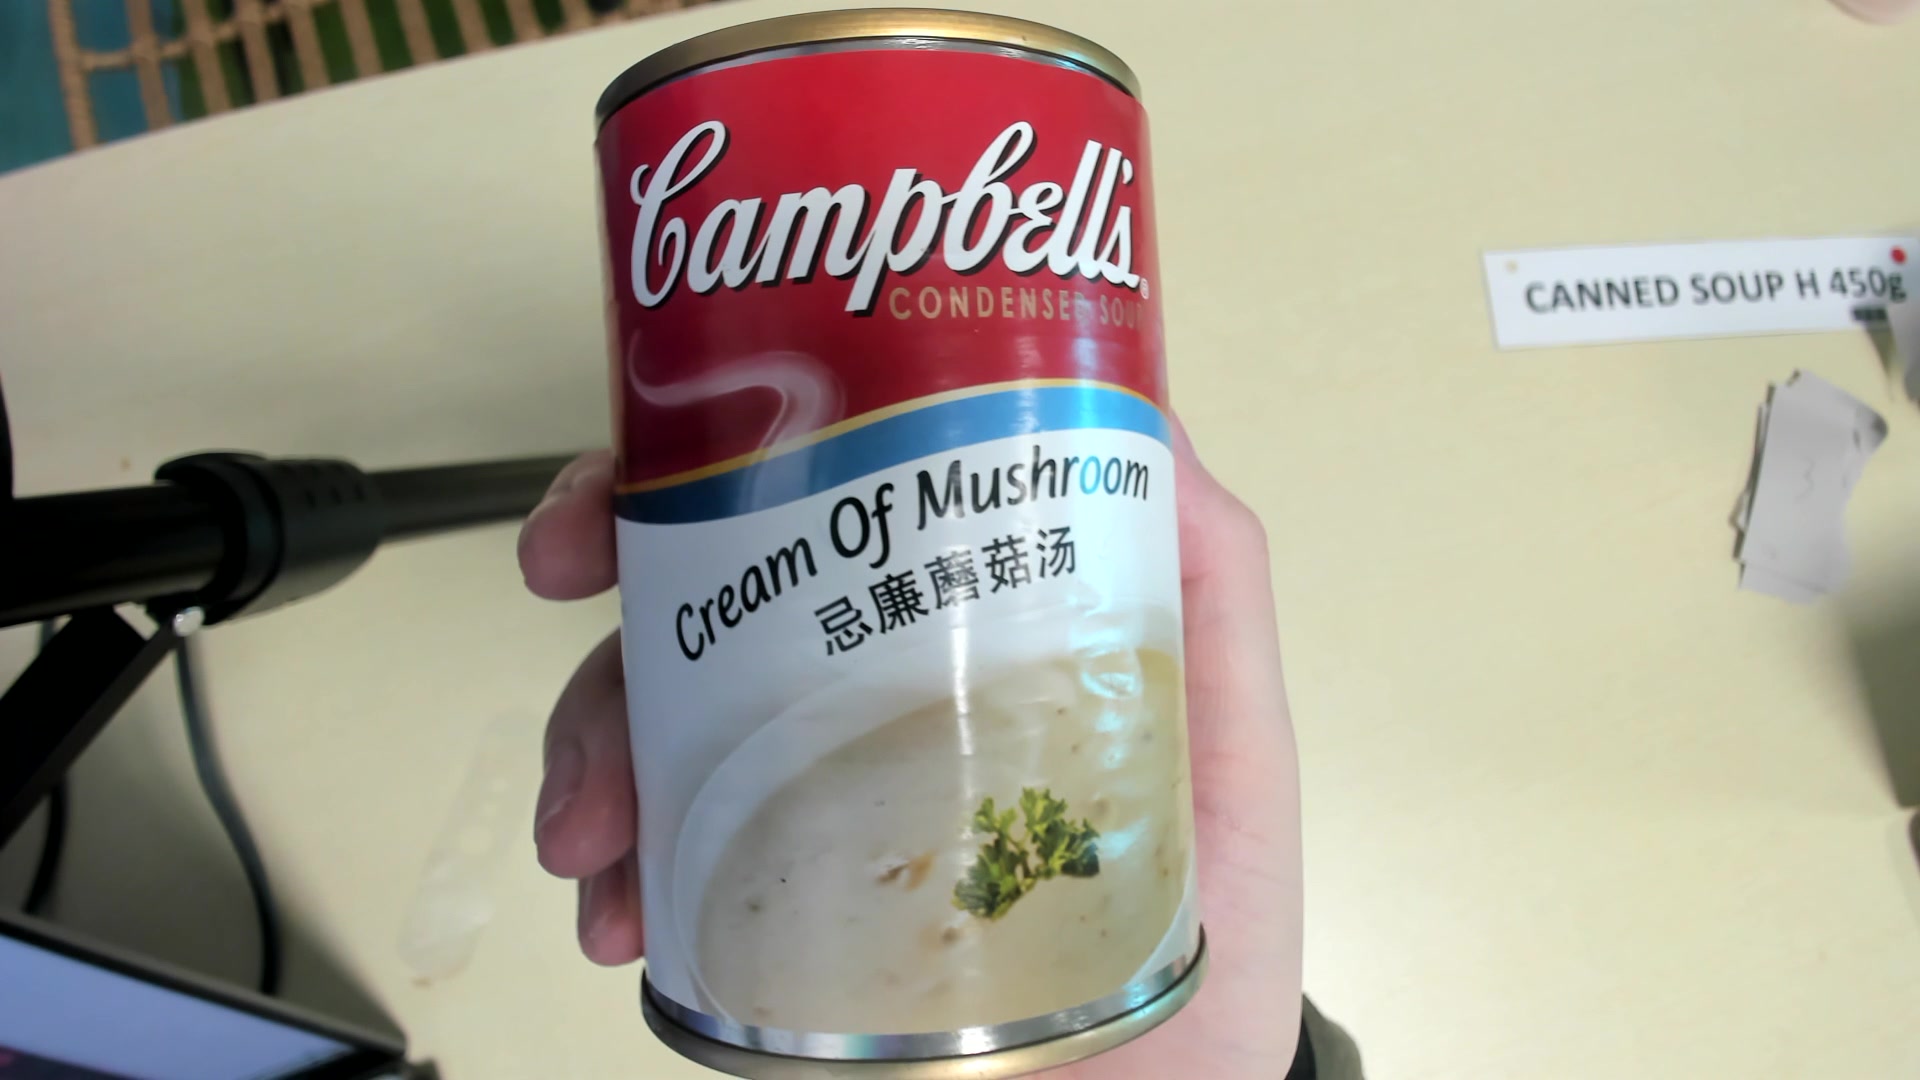 Campbell's
CONDENSED SOUP
Cream Of Mushroom
忌廉蘑菇汤
CANNED SOUP H 450g